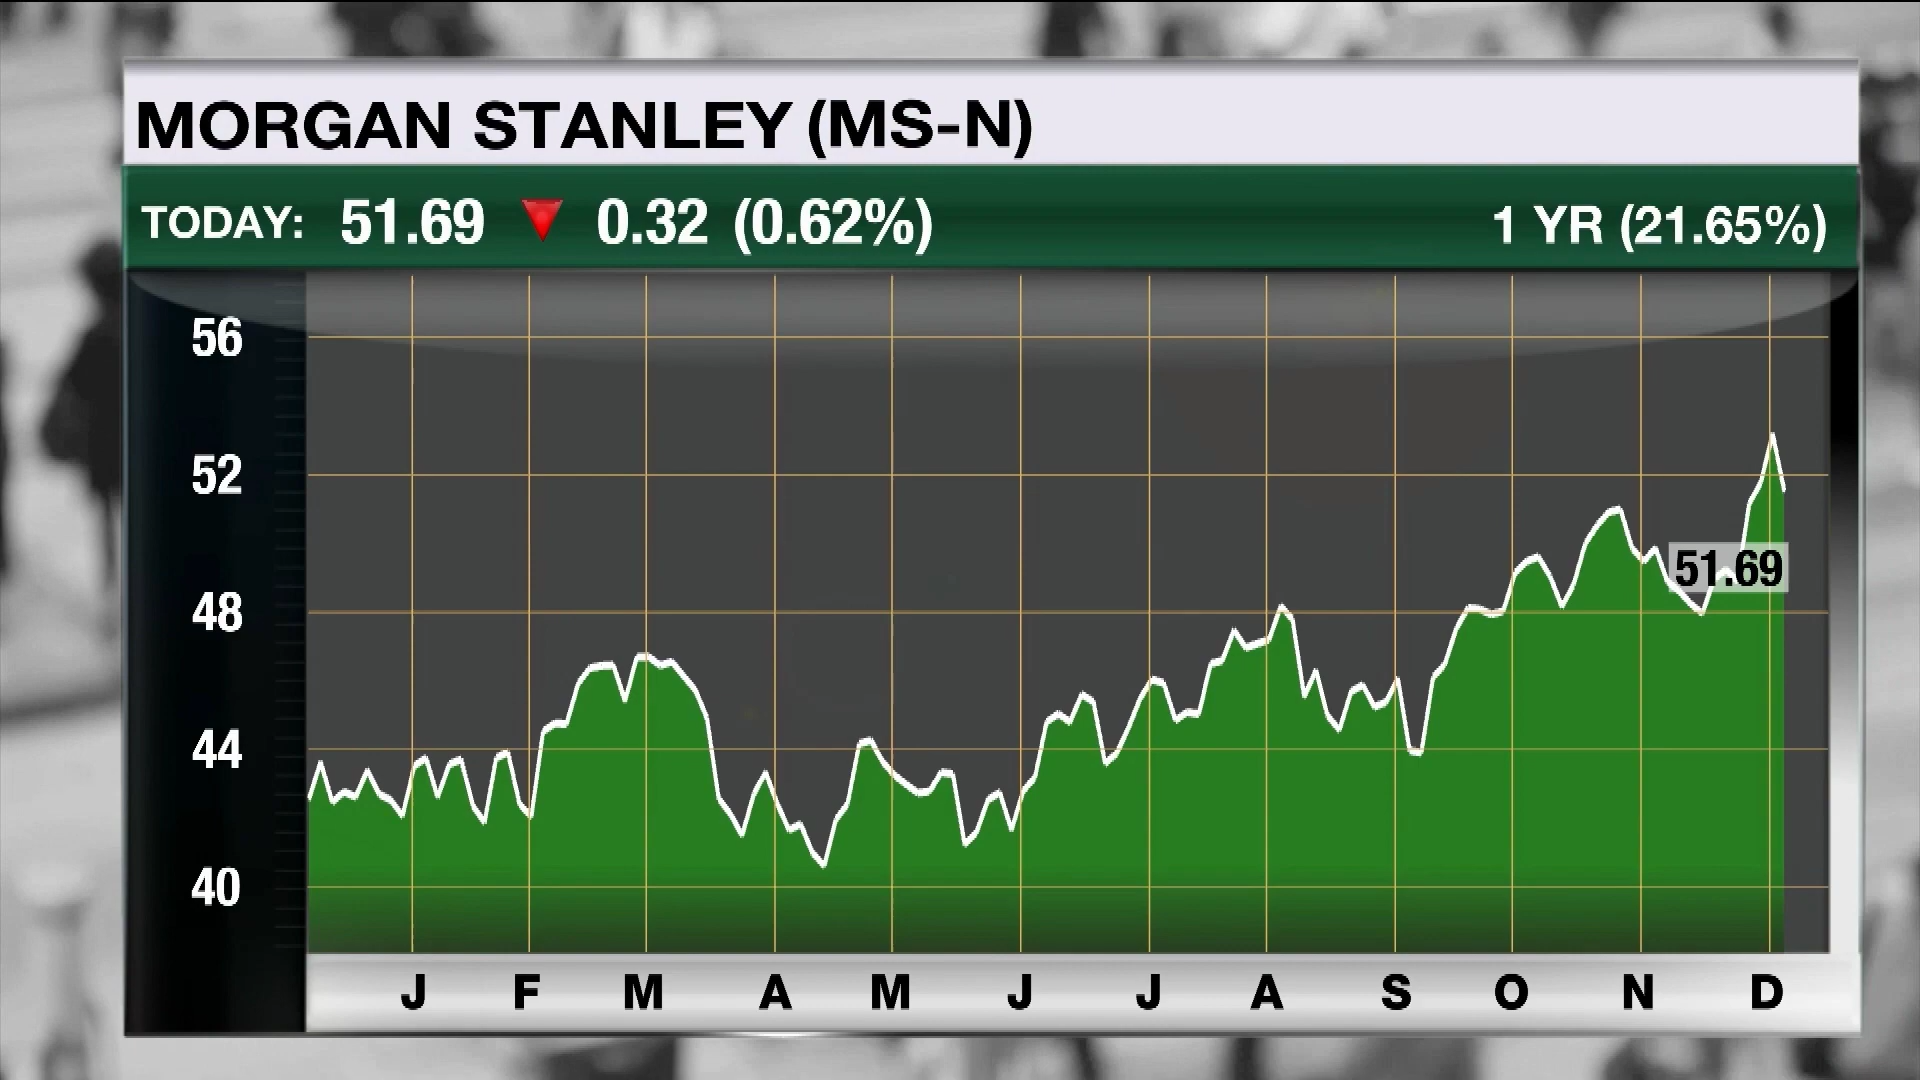 MORGAN STANLEY (MS-N)
TODAY: 51.69 ▼ 0.32 (0.62%) 1 YR (21.65%)
56
52
48
44
40
51.69
J F M A M J J A S O N D